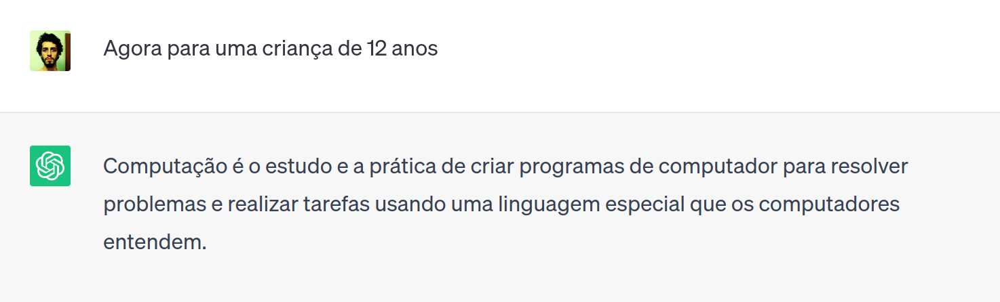 Agora para uma criança de 12 anos
Computação é o estudo e a prática de criar programas de computador para resolver
problemas e realizar tarefas usando uma linguagem especial que os computadores
entendem.